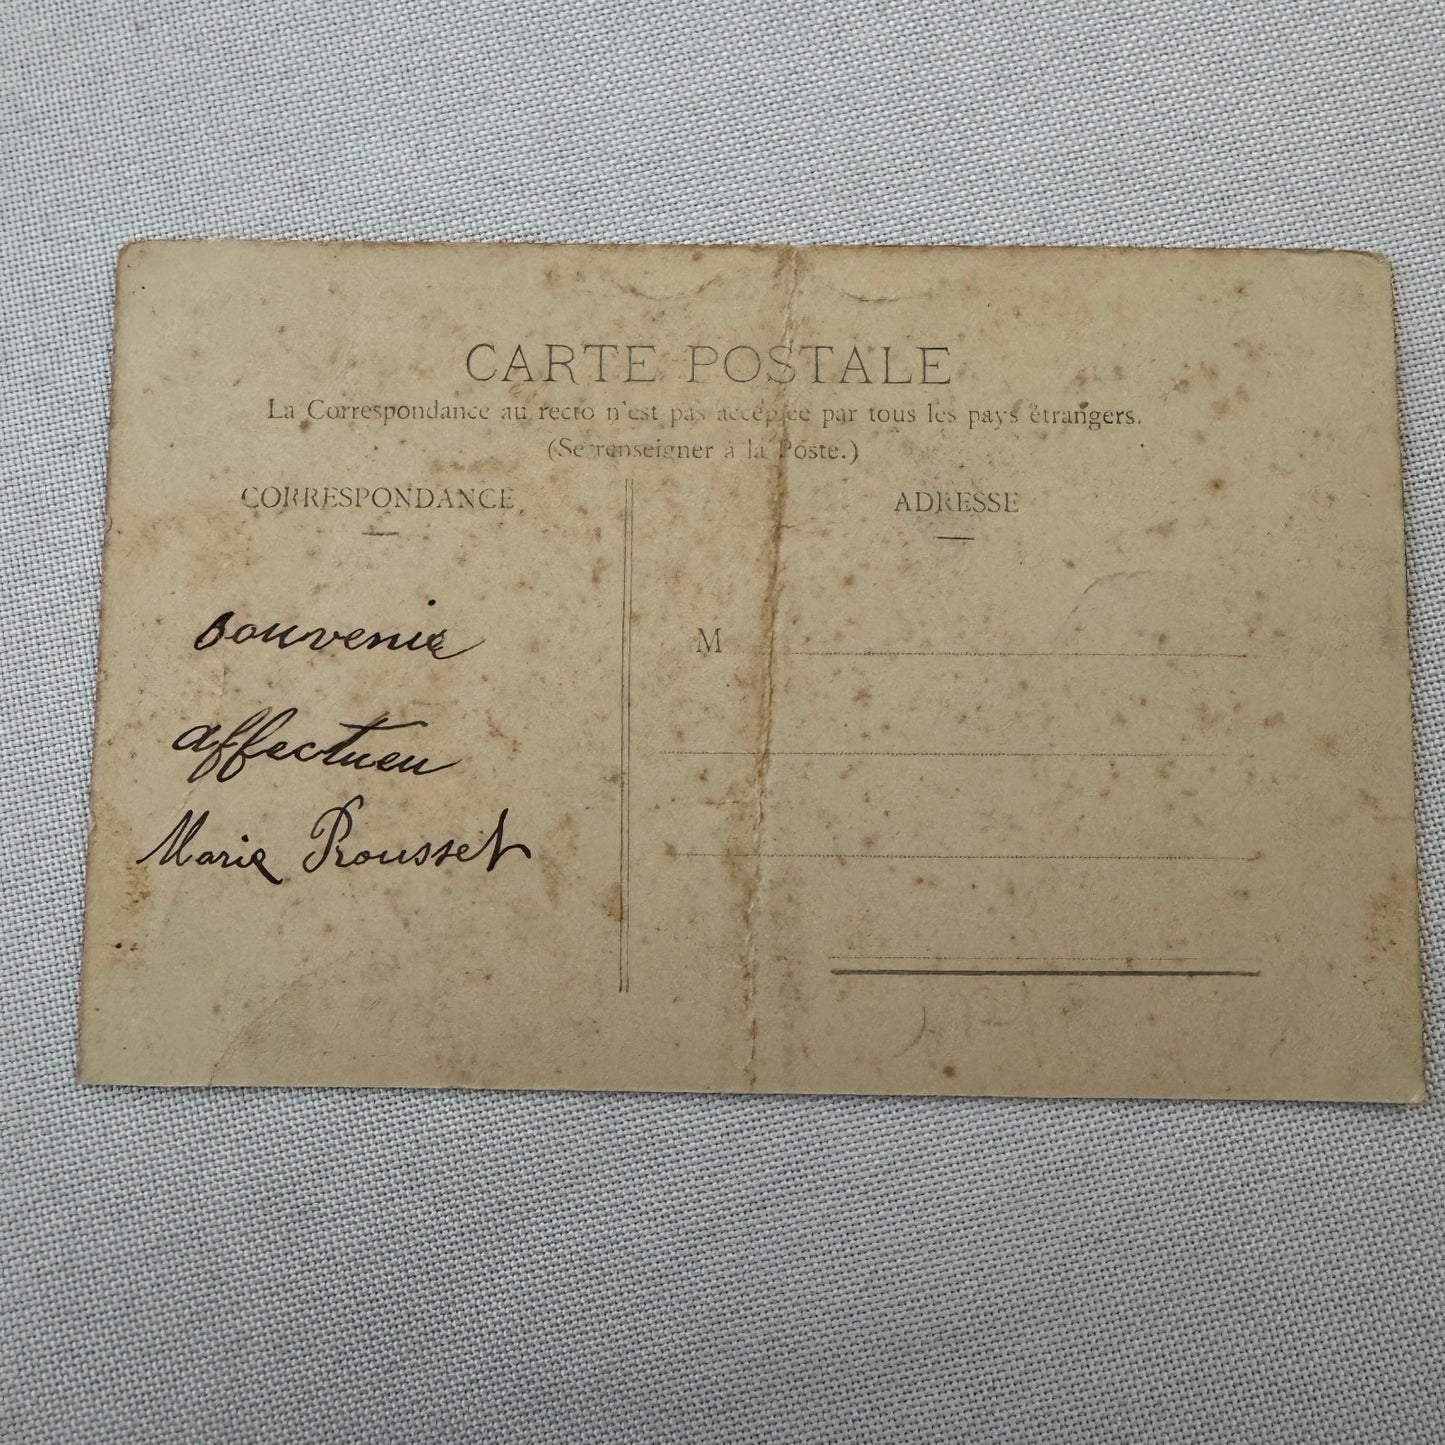 CARTE POSTALE
La Correspondance au recto n'est pas acceptée par tous les pays étrangers.
(Se renseigner à la Poste.)
CORRESPONDANCE
souvenir
affectueu
Marie Rousset
ADRESSE
M